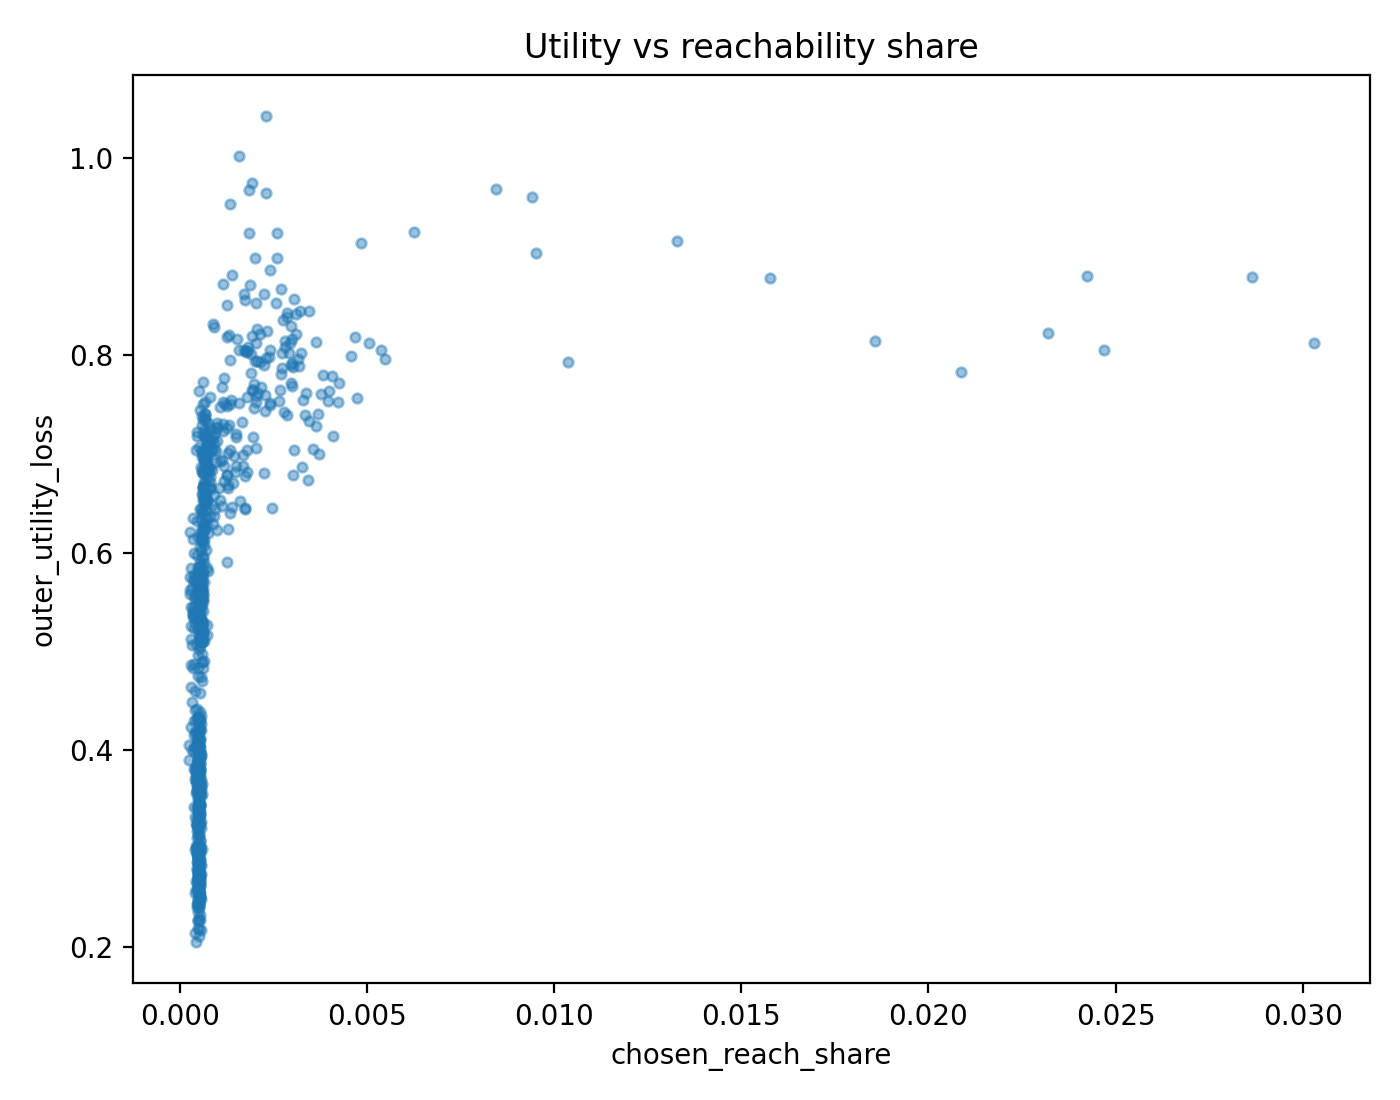 Utility vs reachability share
outer_utility_loss
1.0
0.8
0.6
0.4
0.2
0.000 0.005 0.010 0.015 0.020 0.025 0.030
chosen_reach_share